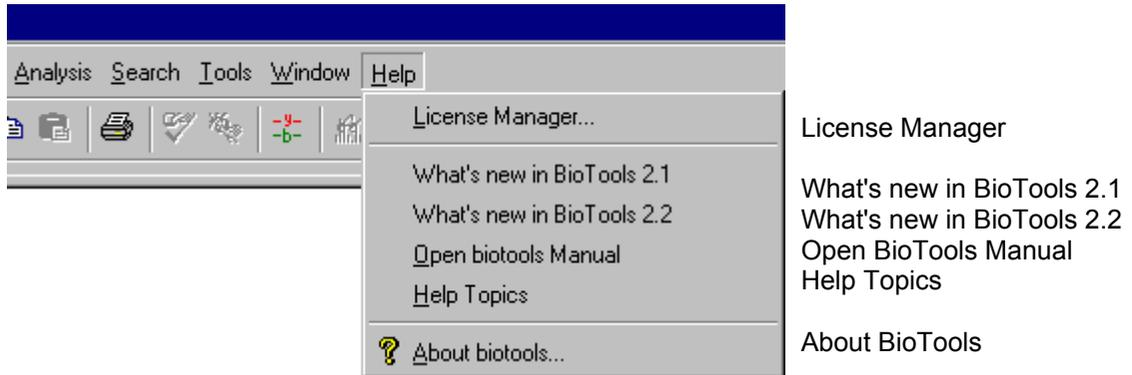 Analysis Search Tools Window Help
-y-
-b-
License Manager...
What's new in BioTools 2.1
What's new in BioTools 2.2
Open biotools Manual
Help Topics
? About biotools...
License Manager
What's new in BioTools 2.1
What's new in BioTools 2.2
Open BioTools Manual
Help Topics
About BioTools